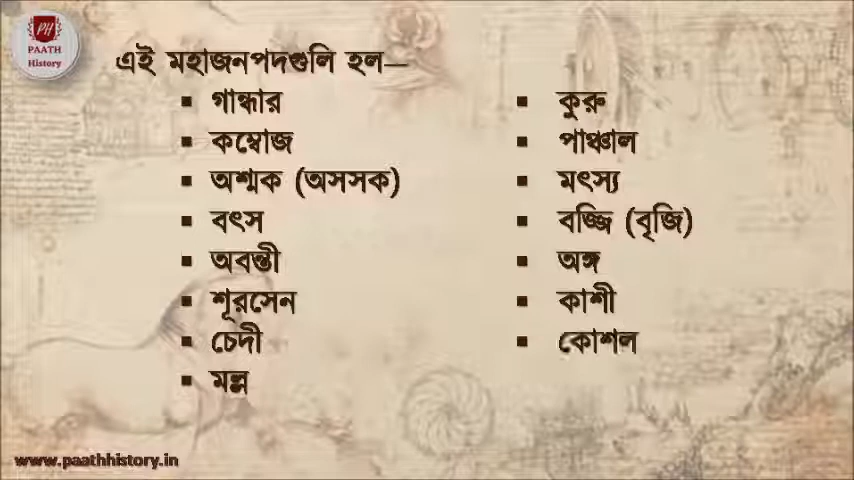 PH
PAATH
History
এই মহাজনপদগুলি হল—
▪ গান্ধার
▪ কম্বোজ
▪ অশ্মক (অসসক)
▪ বৎস
▪ অবন্তী
▪ শূরসেন
▪ চেদী
▪ মল্ল
▪ কুরু
▪ পাঞ্চাল
▪ মৎস্য
▪ বজ্জি (বৃজি)
▪ অঙ্গ
▪ কাশী
▪ কোশল
www.paathhistory.in